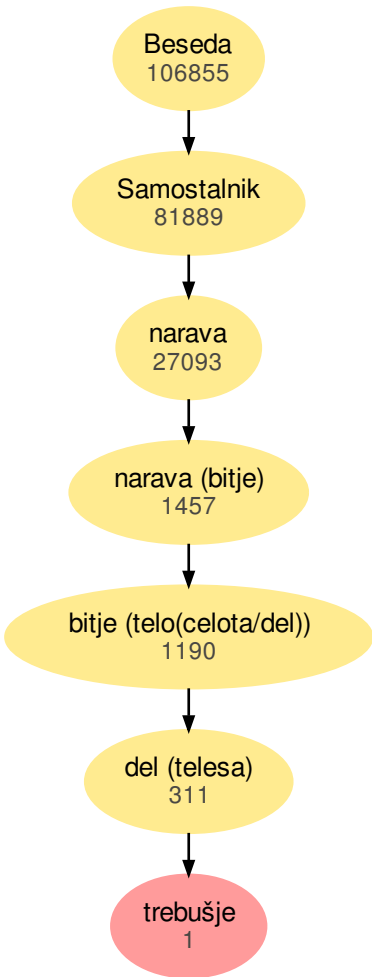 Beseda
106855
Samostalnik
81889
narava
27093
narava (bitje)
1457
bitje (telo(celota/del))
1190
del (telesa)
311
trebušje
1